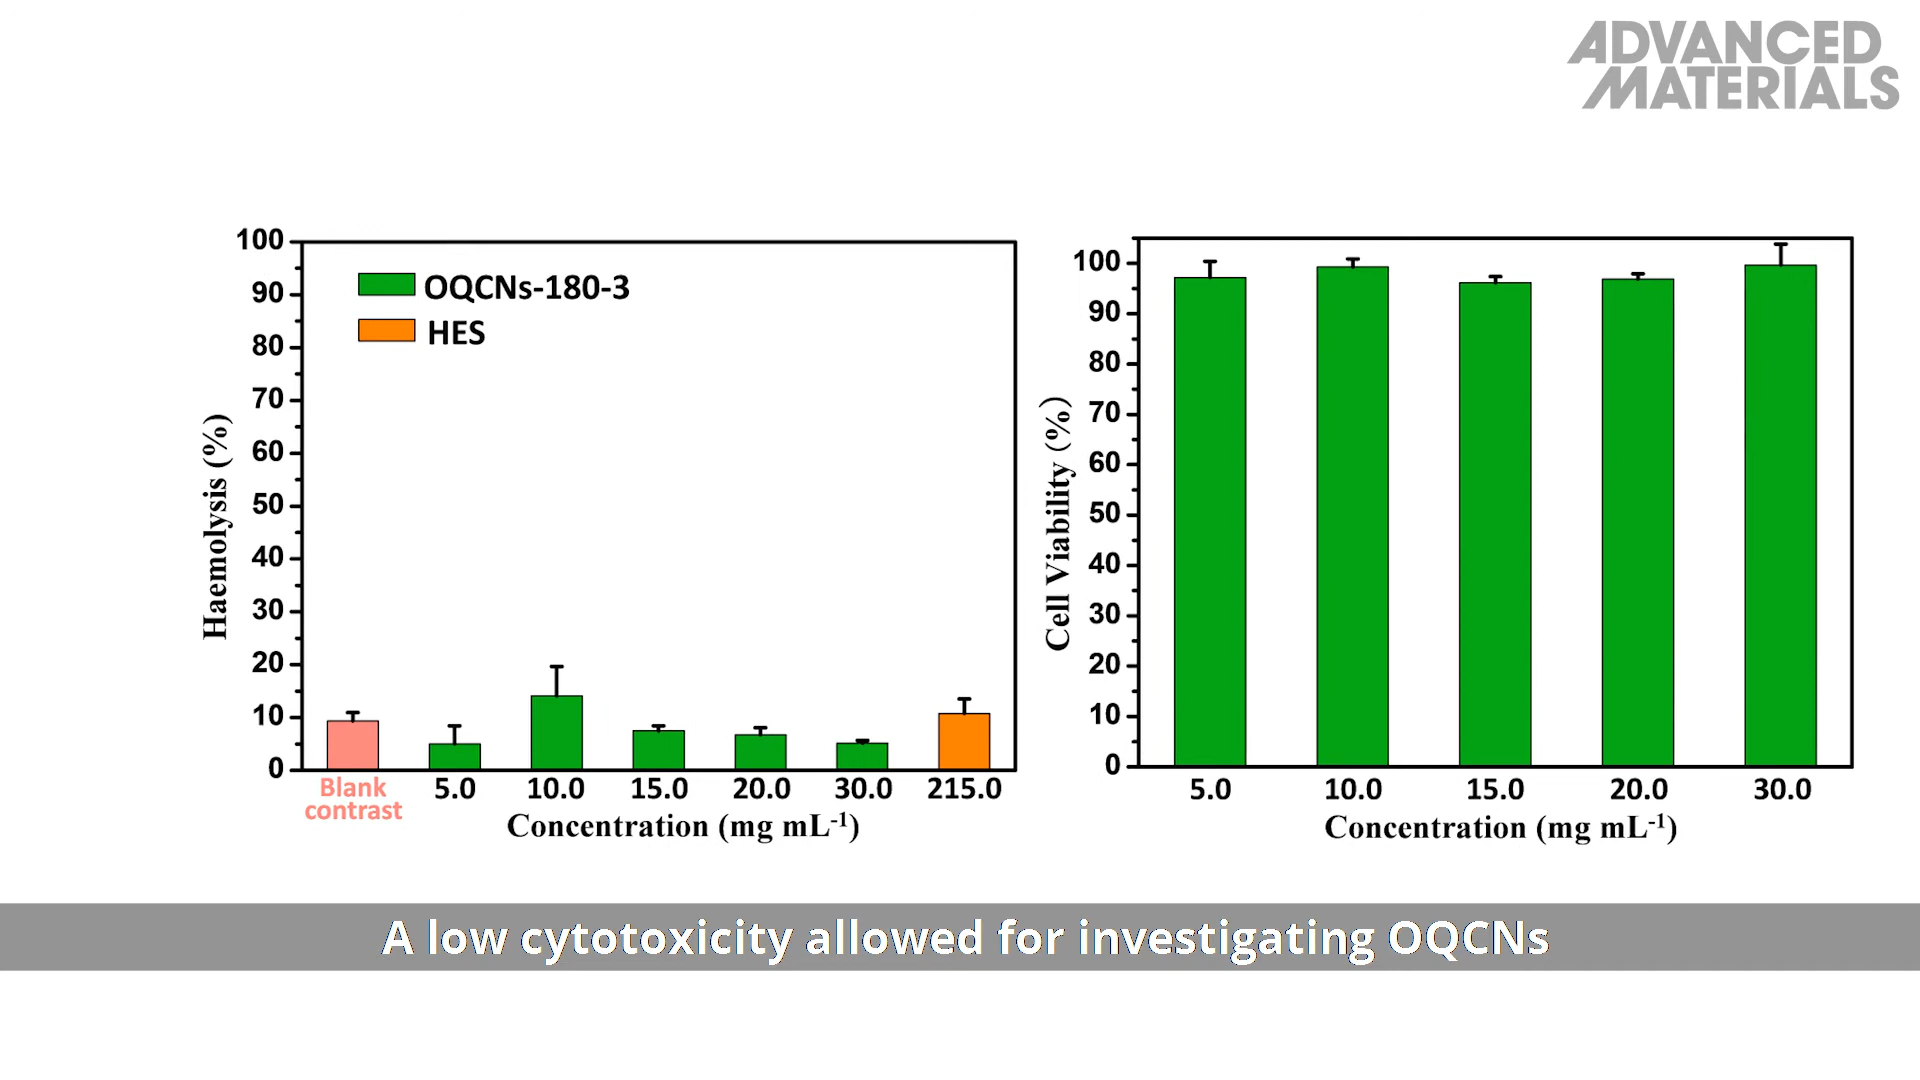 ADVANCED
MATERIALS
100
90
80
70
60
50
40
30
20
10
0
Haemolysis (%)
OQCNs-180-3
HES
Blank
contrast
5.0 10.0 15.0 20.0 30.0 215.0
Concentration (mg mL⁻¹)
100
90
80
70
60
50
40
30
20
10
0
Cell Viability (%)
5.0 10.0 15.0 20.0 30.0
Concentration (mg mL⁻¹)
A low cytotoxicity allowed for investigating OQCNs